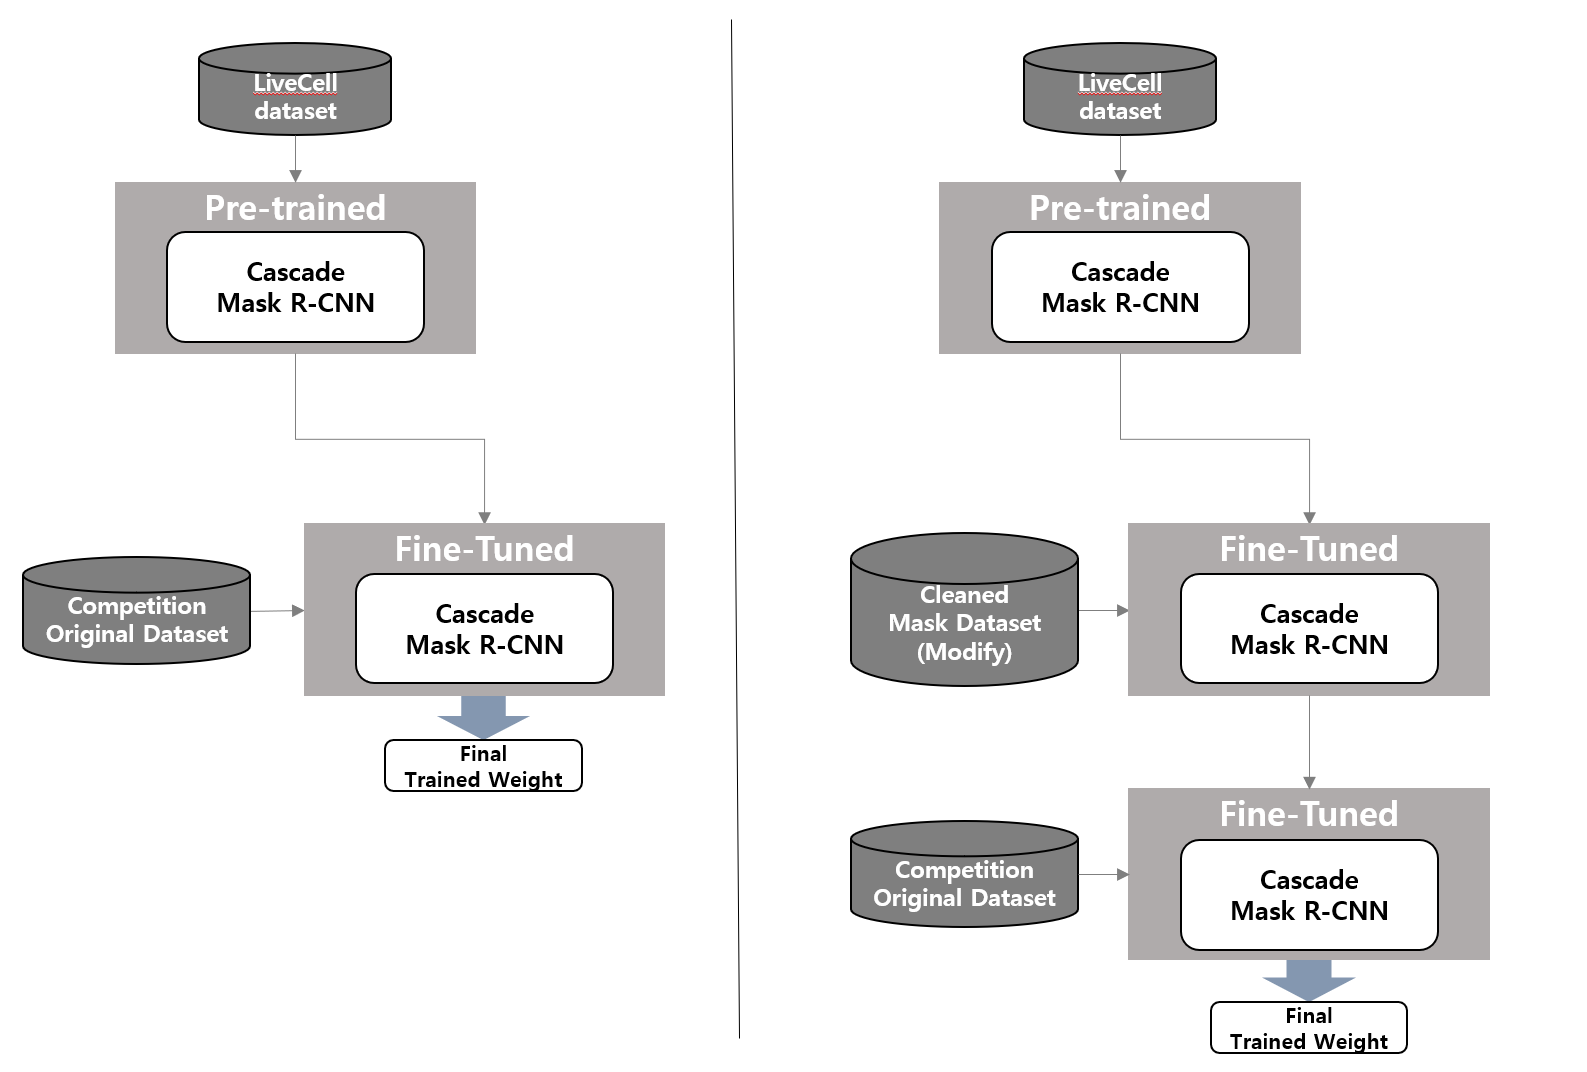 LiveCell
dataset
Pre-trained
Cascade
Mask R-CNN
Competition
Original Dataset
Fine-Tuned
Cascade
Mask R-CNN
Final
Trained Weight
LiveCell
dataset
Pre-trained
Cascade
Mask R-CNN
Cleaned
Mask Dataset
(Modify)
Fine-Tuned
Cascade
Mask R-CNN
Competition
Original Dataset
Fine-Tuned
Cascade
Mask R-CNN
Final
Trained Weight